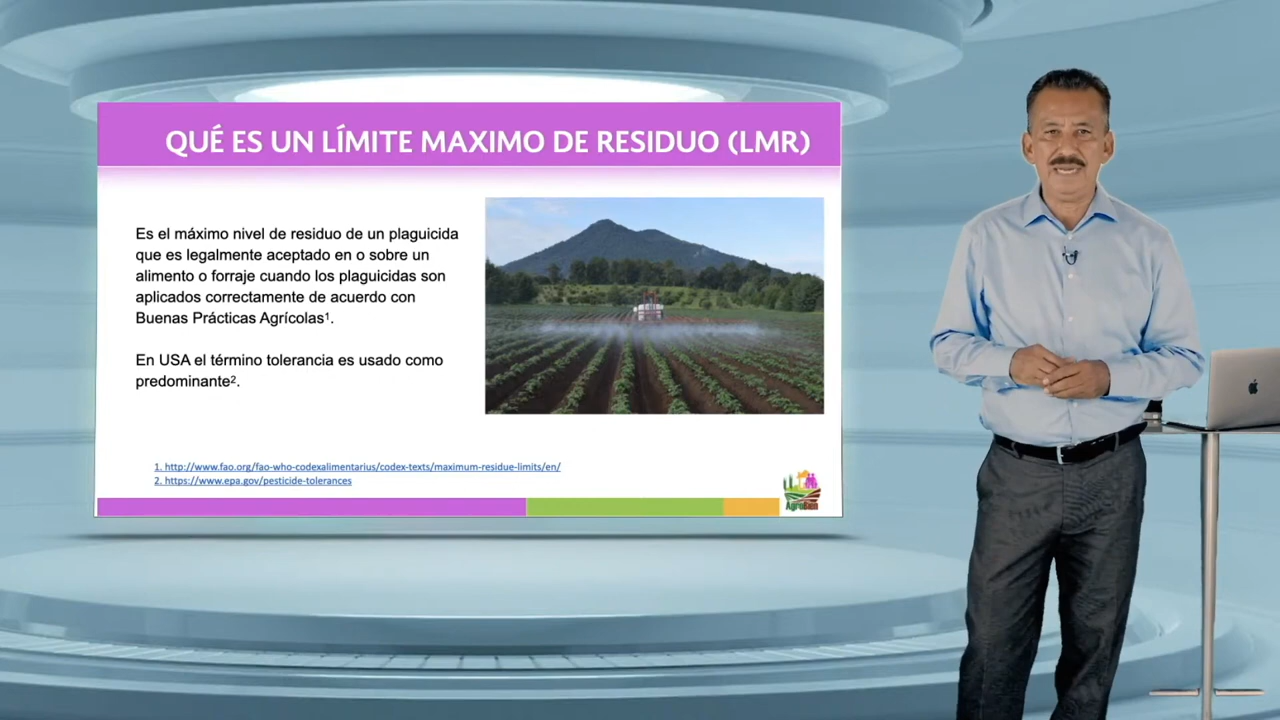 QUÉ ES UN LÍMITE MAXIMO DE RESIDUO (LMR)
Es el máximo nivel de residuo de un plaguicida
que es legalmente aceptado en o sobre un
alimento o forraje cuando los plaguicidas son
aplicados correctamente de acuerdo con
Buenas Prácticas Agrícolas¹.
En USA el término tolerancia es usado como
predominante².
1. http://www.fao.org/fao-who-codexalimentarius/codex-texts/maximum-residue-limits/en/
2. https://www.epa.gov/pesticide-tolerances